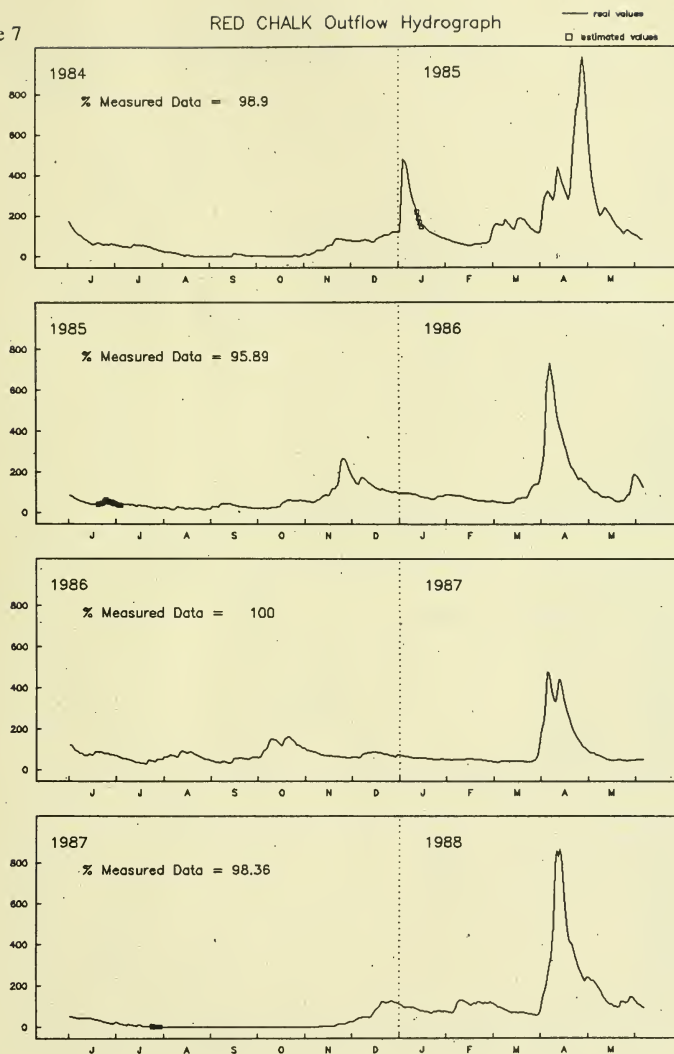 e 7
RED CHALK Outflow Hydrograph
real values
estimated values
1984
1985
% Measured Data = 98.9
800
600
400
200
0
J J A S O N D J F M A M
1985
1986
% Measured Data = 95.89
800
600
400
200
0
J J A S O N D J F M A M
1986
1987
% Measured Data = 100
800
600
400
200
0
J J A S O N D J F M A M
1987
1988
% Measured Data = 98.36
800
600
400
200
0
J J A S O N D J F M A M